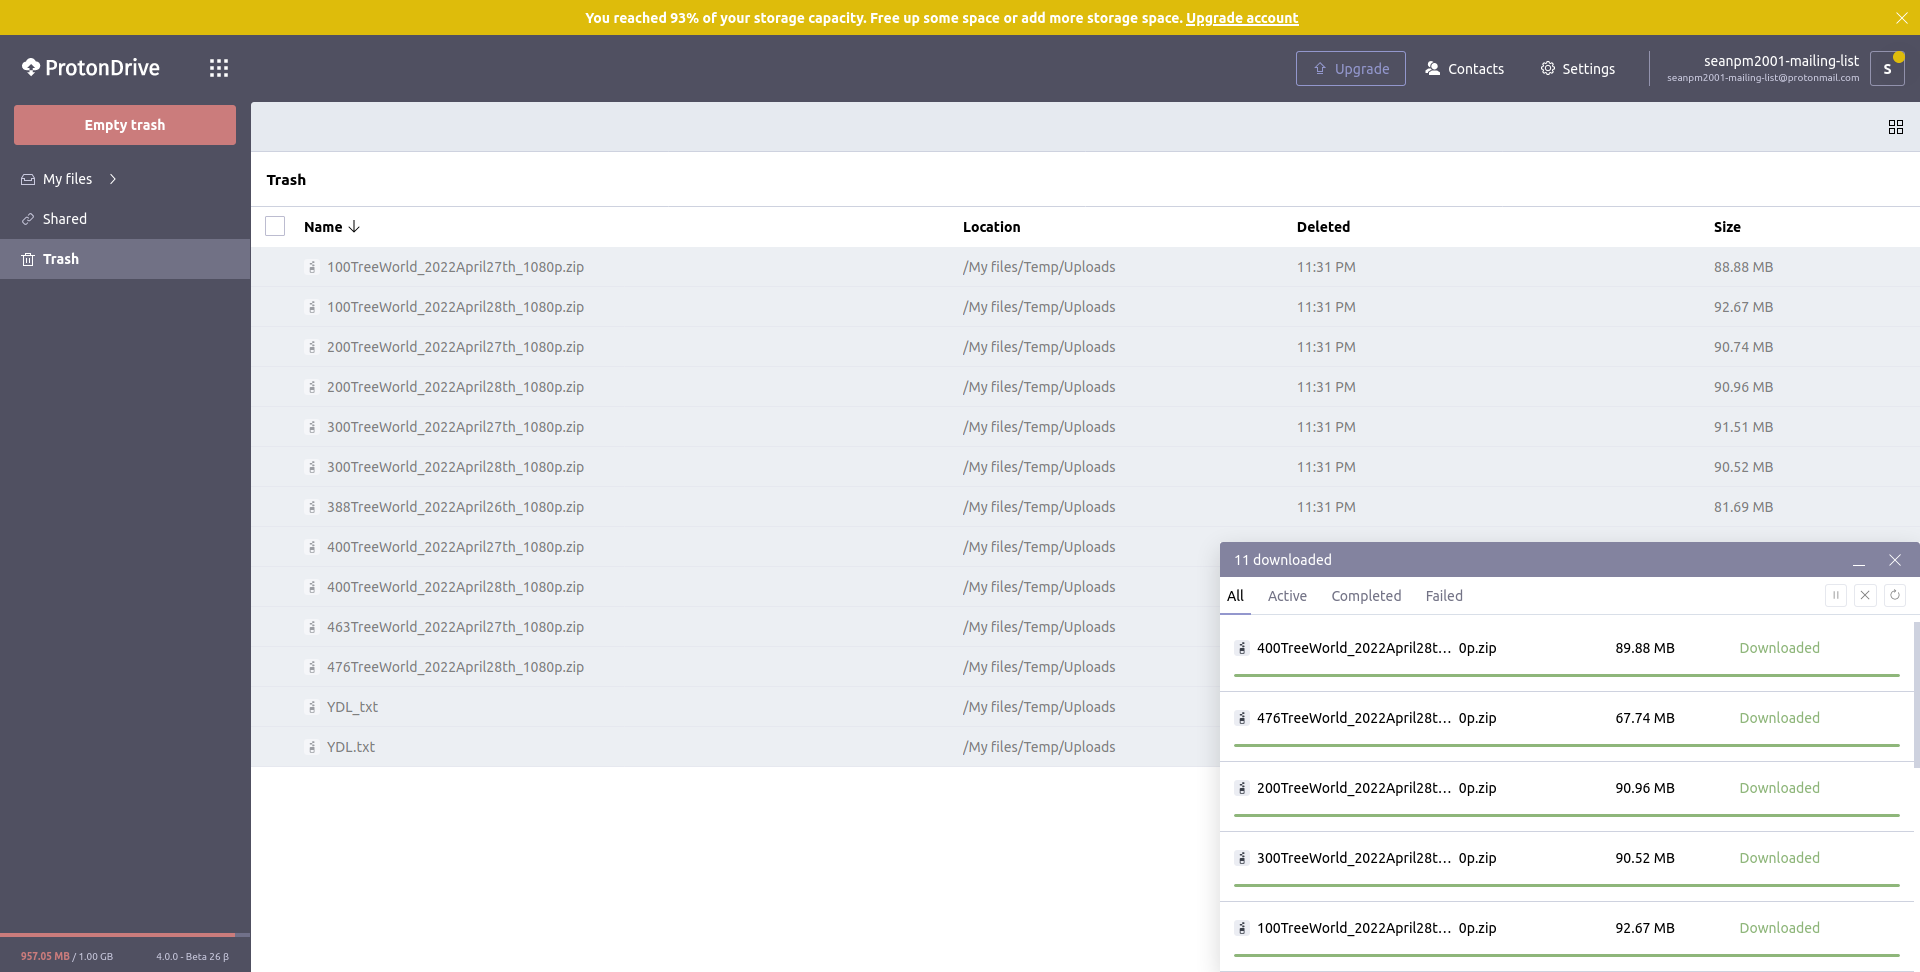 You reached 93% of your storage capacity. Free up some space or add more storage space. Upgrade account
ProtonDrive
Upgrade
Contacts
Settings
seanpm2001-mailing-list
seanpm2001-mailing-list@protonmail.com
S
Empty trash
My files
Shared
Trash
Trash
Name Location Deleted Size
100TreeWorld_2022April27th_1080p.zip /My files/Temp/Uploads 11:31 PM 88.88 MB
100TreeWorld_2022April28th_1080p.zip /My files/Temp/Uploads 11:31 PM 92.67 MB
200TreeWorld_2022April27th_1080p.zip /My files/Temp/Uploads 11:31 PM 90.74 MB
200TreeWorld_2022April28th_1080p.zip /My files/Temp/Uploads 11:31 PM 90.96 MB
300TreeWorld_2022April27th_1080p.zip /My files/Temp/Uploads 11:31 PM 91.51 MB
300TreeWorld_2022April28th_1080p.zip /My files/Temp/Uploads 11:31 PM 90.52 MB
388TreeWorld_2022April26th_1080p.zip /My files/Temp/Uploads 11:31 PM 81.69 MB
400TreeWorld_2022April27th_1080p.zip /My files/Temp/Uploads
400TreeWorld_2022April28th_1080p.zip /My files/Temp/Uploads
463TreeWorld_2022April27th_1080p.zip /My files/Temp/Uploads
476TreeWorld_2022April28th_1080p.zip /My files/Temp/Uploads
YDL_txt /My files/Temp/Uploads
YDL.txt /My files/Temp/Uploads
11 downloaded
All Active Completed Failed
400TreeWorld_2022April28t... 0p.zip 89.88 MB Downloaded
476TreeWorld_2022April28t... 0p.zip 67.74 MB Downloaded
200TreeWorld_2022April28t... 0p.zip 90.96 MB Downloaded
300TreeWorld_2022April28t... 0p.zip 90.52 MB Downloaded
100TreeWorld_2022April28t... 0p.zip 92.67 MB Downloaded
957.05 MB / 1.00 GB 4.0.0 - Beta 26 β